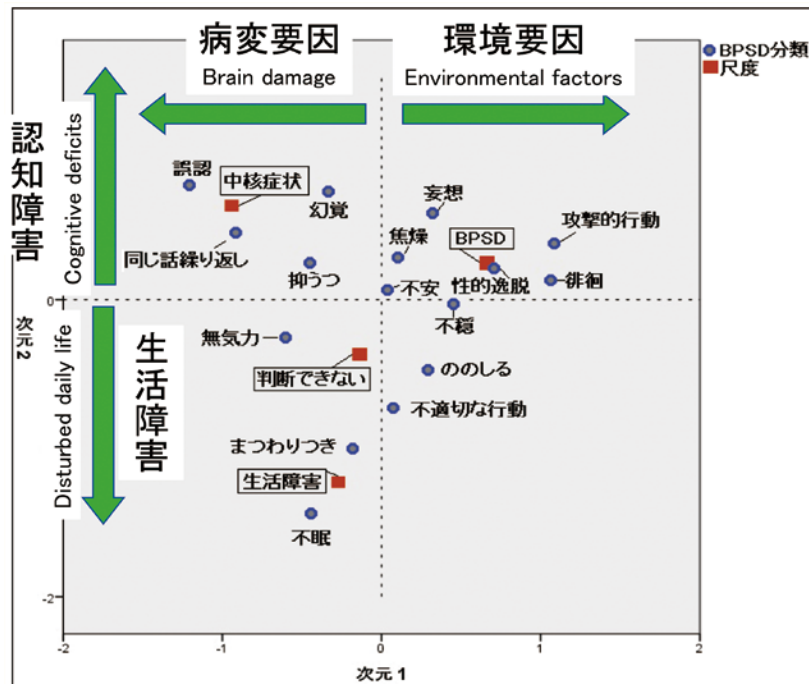 病変要因
Brain damage
環境要因
Environmental factors
BPSD分類
尺度
認知障害
Cognitive deficits
誤認
中核症状
幻覚
妄想
攻撃的行動
同じ話繰り返し
焦燥
BPSD
抑うつ
不安
性的逸脱
徘徊
0
次元2
不穏
無気力
生活障害
Disturbed daily life
判断できない
ののしる
不適切な行動
まつわりつき
生活障害
不眠
-2
-2
-1
0
1
2
次元1